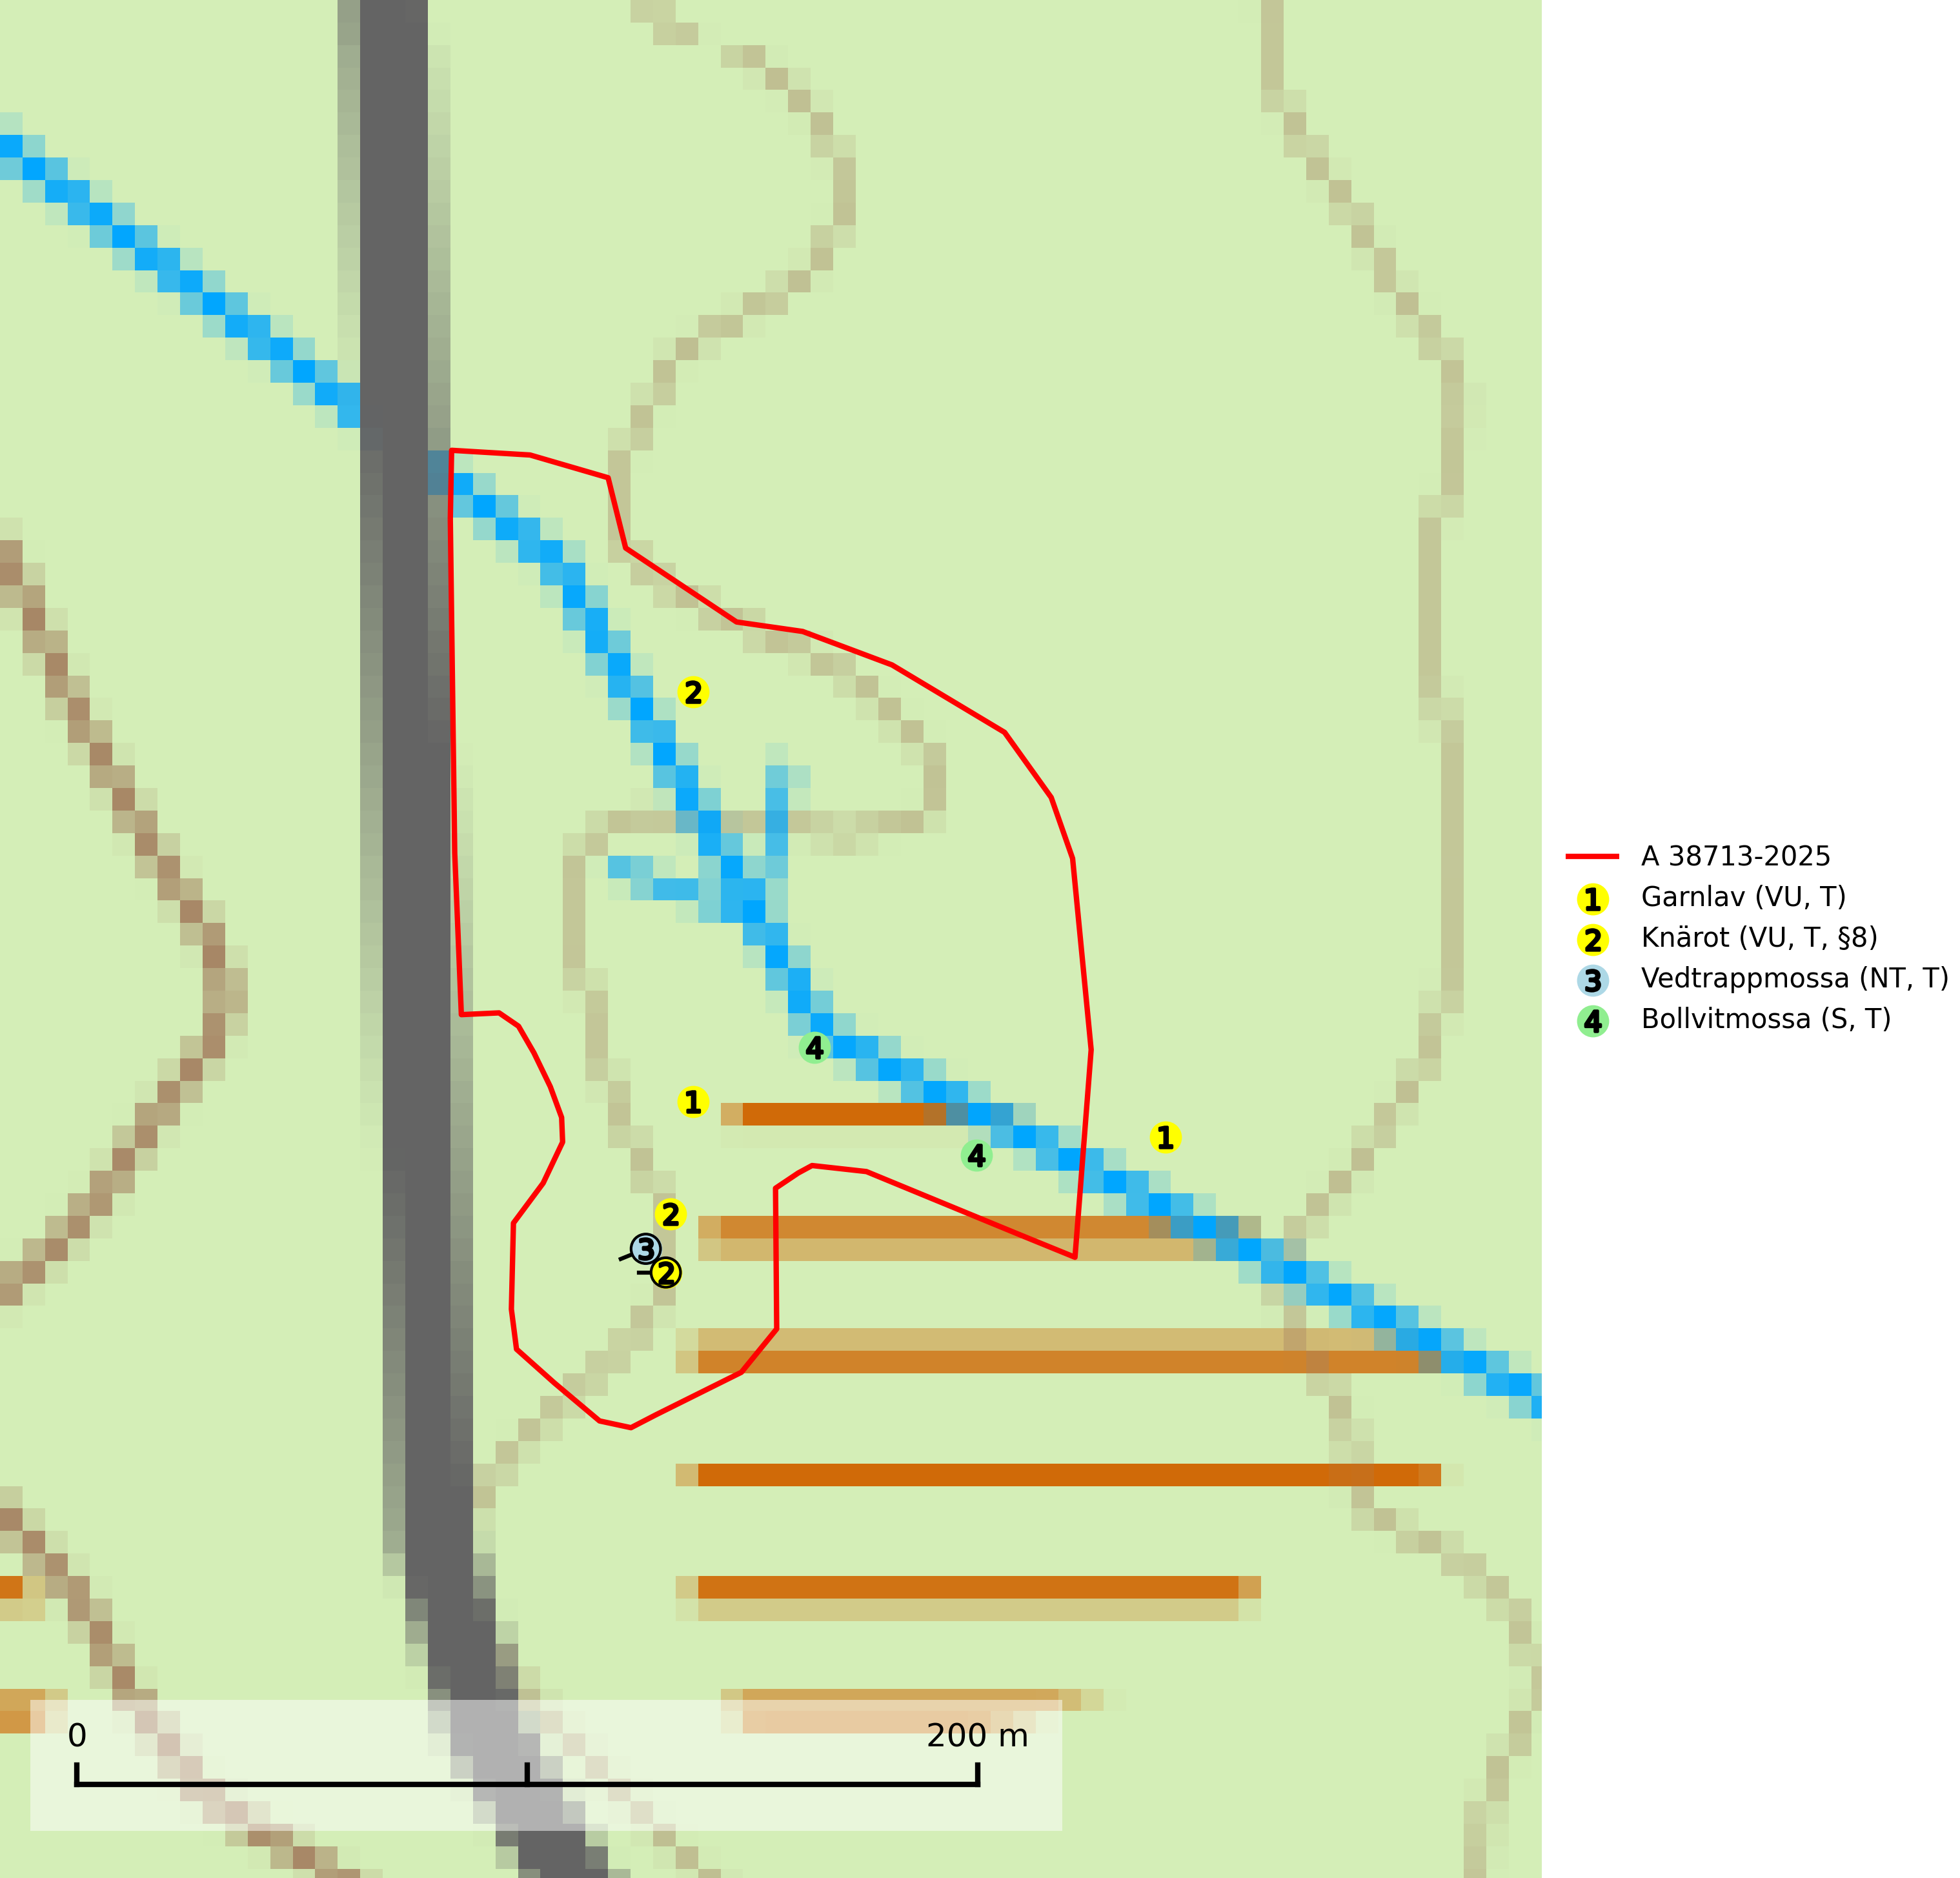 2
4
1
1
4
2
3
2
0 200 m
A 38713-2025
1 Garnlav (VU, T)
2 Knärot (VU, T, §8)
3 Vedtrappmossa (NT, T)
4 Bollvitmossa (S, T)